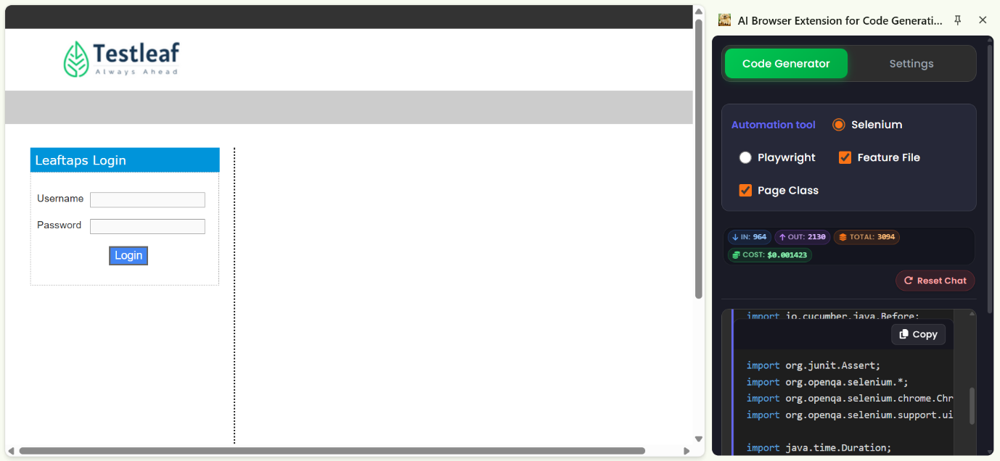 Testleaf
Always Ahead
Leaftaps Login
Username
Password
Login
AI Browser Extension for Code Generati...
Code Generator
Settings
Automation tool
Selenium
Playwright
Feature File
Page Class
IN: 964
OUT: 2130
TOTAL: 3094
COST: $0.001423
Reset Chat
import io.cucumber.java.Before;
Copy
import org.junit.Assert;
import org.openqa.selenium.*;
import org.openqa.selenium.chrome.Chr
import org.openqa.selenium.support.ui
import java.time.Duration;